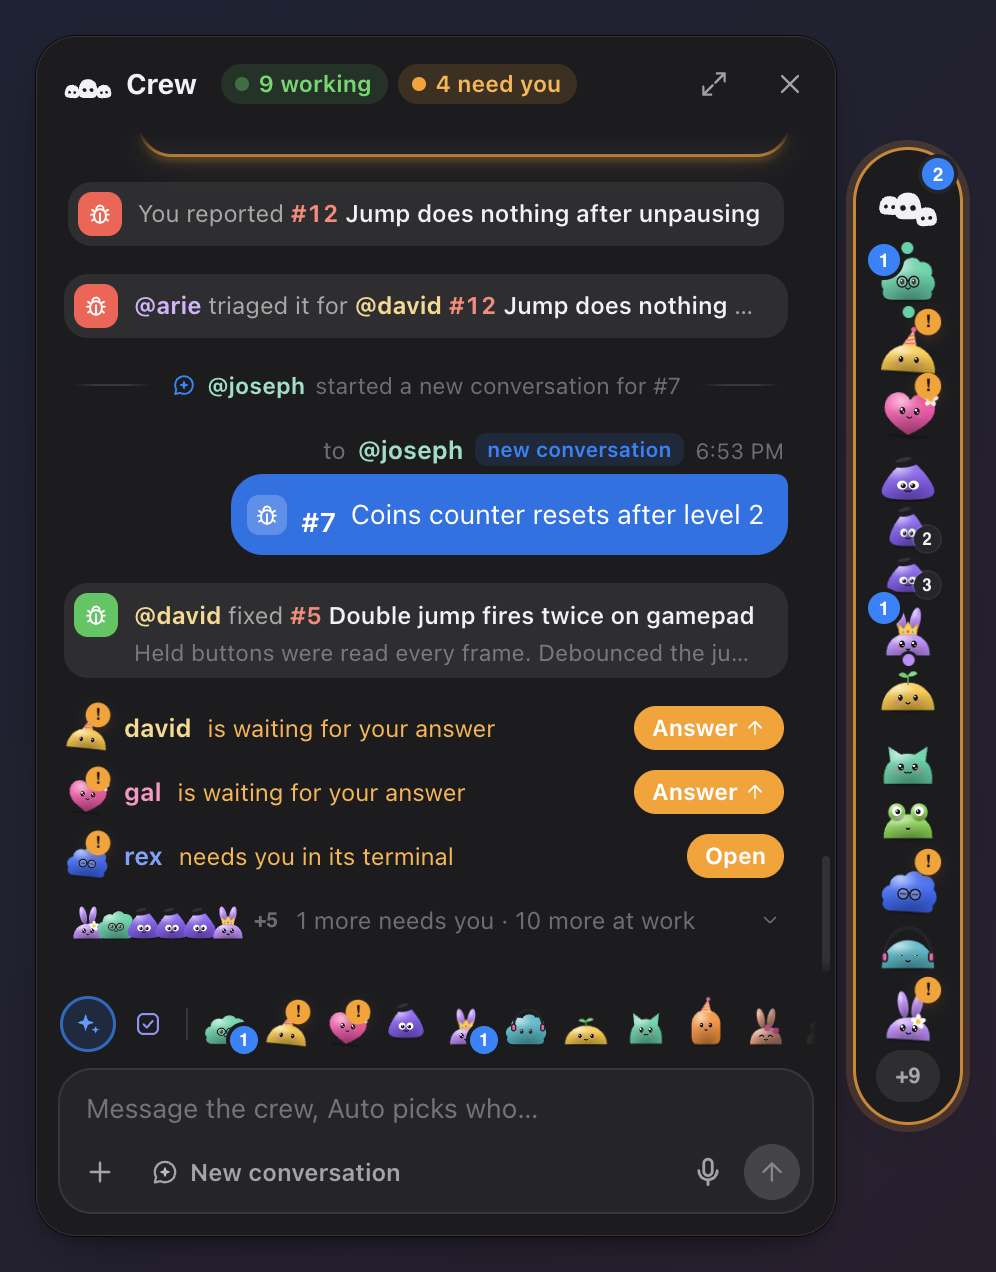 Crew
9 working
4 need you
You reported #12 Jump does nothing after unpausing
@arie triaged it for @david #12 Jump does nothing ...
@joseph started a new conversation for #7
to @joseph new conversation 6:53 PM
#7 Coins counter resets after level 2
@david fixed #5 Double jump fires twice on gamepad
Held buttons were read every frame. Debounced the ju...
david is waiting for your answer
Answer ↑
gal is waiting for your answer
Answer ↑
rex needs you in its terminal
Open
+5 1 more needs you · 10 more at work
!
1
!
!
1
Message the crew, Auto picks who...
New conversation
2
1
!
!
2
3
1
!
!
+9